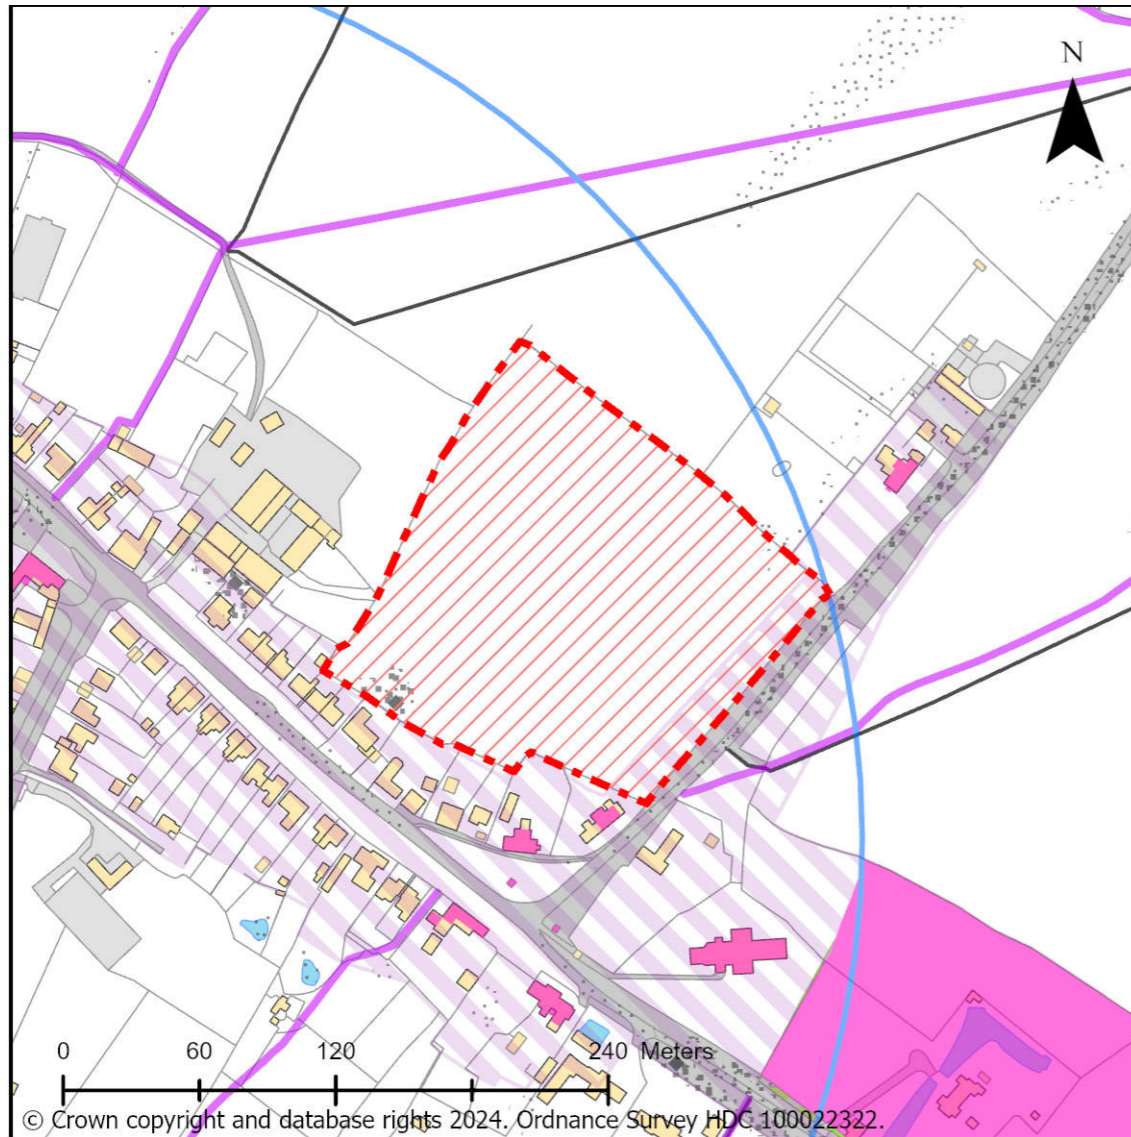 N
0 60 120 240 Meters
© Crown copyright and database rights 2024. Ordnance Survey HDC 100022322.